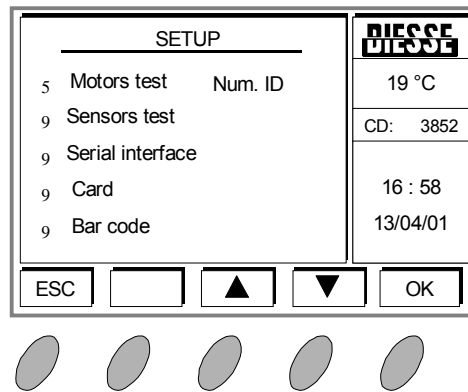 SETUP
5 Motors test Num. ID
9 Sensors test
9 Serial interface
9 Card
9 Bar code
DIESSE
19 °C
CD: 3852
16 : 58
13/04/01
ESC ▲ ▼ OK